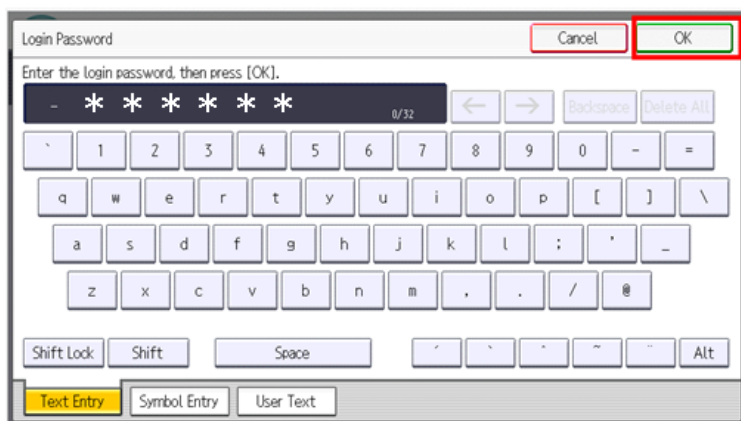 Login Password Cancel OK
Enter the login password, then press [OK].
- * * * * * * 0/32 ← → Backspace Delete All
` 1 2 3 4 5 6 7 8 9 0 - =
q w e r t y u i o p [ ] \
a s d f g h j k l ; ' _
z x c v b n m , . / @
Shift Lock Shift Space ´ ` ^ ~ ¨ Alt
Text Entry Symbol Entry User Text